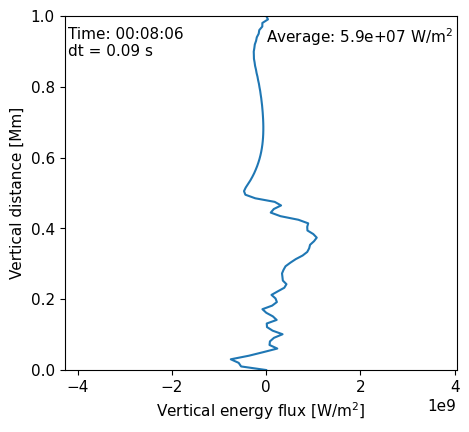 Time: 00:08:06
dt = 0.09 s
Average: 5.9e+07 W/m²
1.0
0.8
0.6
0.4
0.2
0.0
Vertical distance [Mm]
−4
−2
0
2
4
1e9
Vertical energy flux [W/m²]